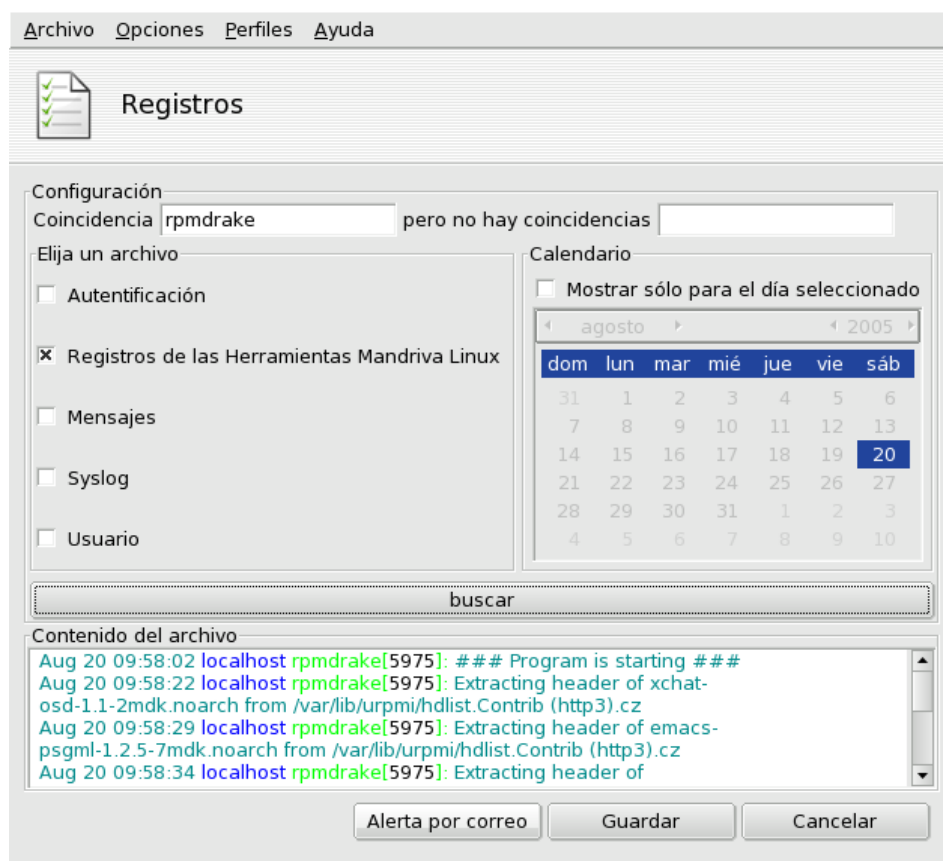 Archivo Opciones Perfiles Ayuda
Registros
Configuración
Coincidencia rpmdrake pero no hay coincidencias
Elija un archivo
Autentificación
Registros de las Herramientas Mandriva Linux
Mensajes
Syslog
Usuario
Calendario
Mostrar sólo para el día seleccionado
agosto 2005
dom lun mar mié jue vie sáb
31 1 2 3 4 5 6
7 8 9 10 11 12 13
14 15 16 17 18 19 20
21 22 23 24 25 26 27
28 29 30 31 1 2 3
4 5 6 7 8 9 10
buscar
Contenido del archivo
Aug 20 09:58:02 localhost rpmdrake[5975]: ### Program is starting ###
Aug 20 09:58:22 localhost rpmdrake[5975]: Extracting header of xchat-
osd-1.1-2mdk.noarch from /var/lib/urpmi/hdlist.Contrib (http3).cz
Aug 20 09:58:29 localhost rpmdrake[5975]: Extracting header of emacs-
psgml-1.2.5-7mdk.noarch from /var/lib/urpmi/hdlist.Contrib (http3).cz
Aug 20 09:58:34 localhost rpmdrake[5975]: Extracting header of
Alerta por correo Guardar Cancelar